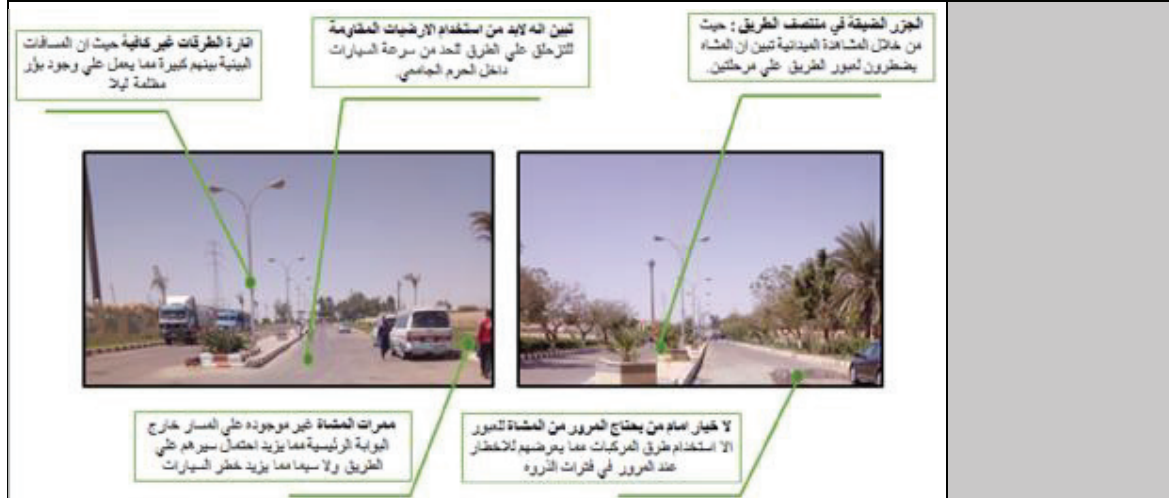 الجزر الضيقة في منتصف الطريق : حيث
من خلال المشاهدة الميدانية تبين ان المشاه
يضطرون لعبور الطريق علي مرحلتين.
تبين انه لابد من استخدام الارضيات المقاومة
للتزحلق علي الطرق للحد من سرعة السيارات
داخل الحرم الجامعي.
انارة الطرقات غير كافية حيث ان المسافات
البينية بينهم كبيرة مما يعمل علي وجود بؤر
مظلمة ليلا
لا خيار امام من يحتاج المرور من المشاة للعبور
الا استخدام طرق المركبات مما يعرضهم للاخطار
عند المرور في فترات الذروه
ممرات المشاة غير موجوده علي المسار خارج
البوابة الرئيسية مما يزيد احتمال سيرهم علي
الطريق ولا سيما مما يزيد خطر السيارات